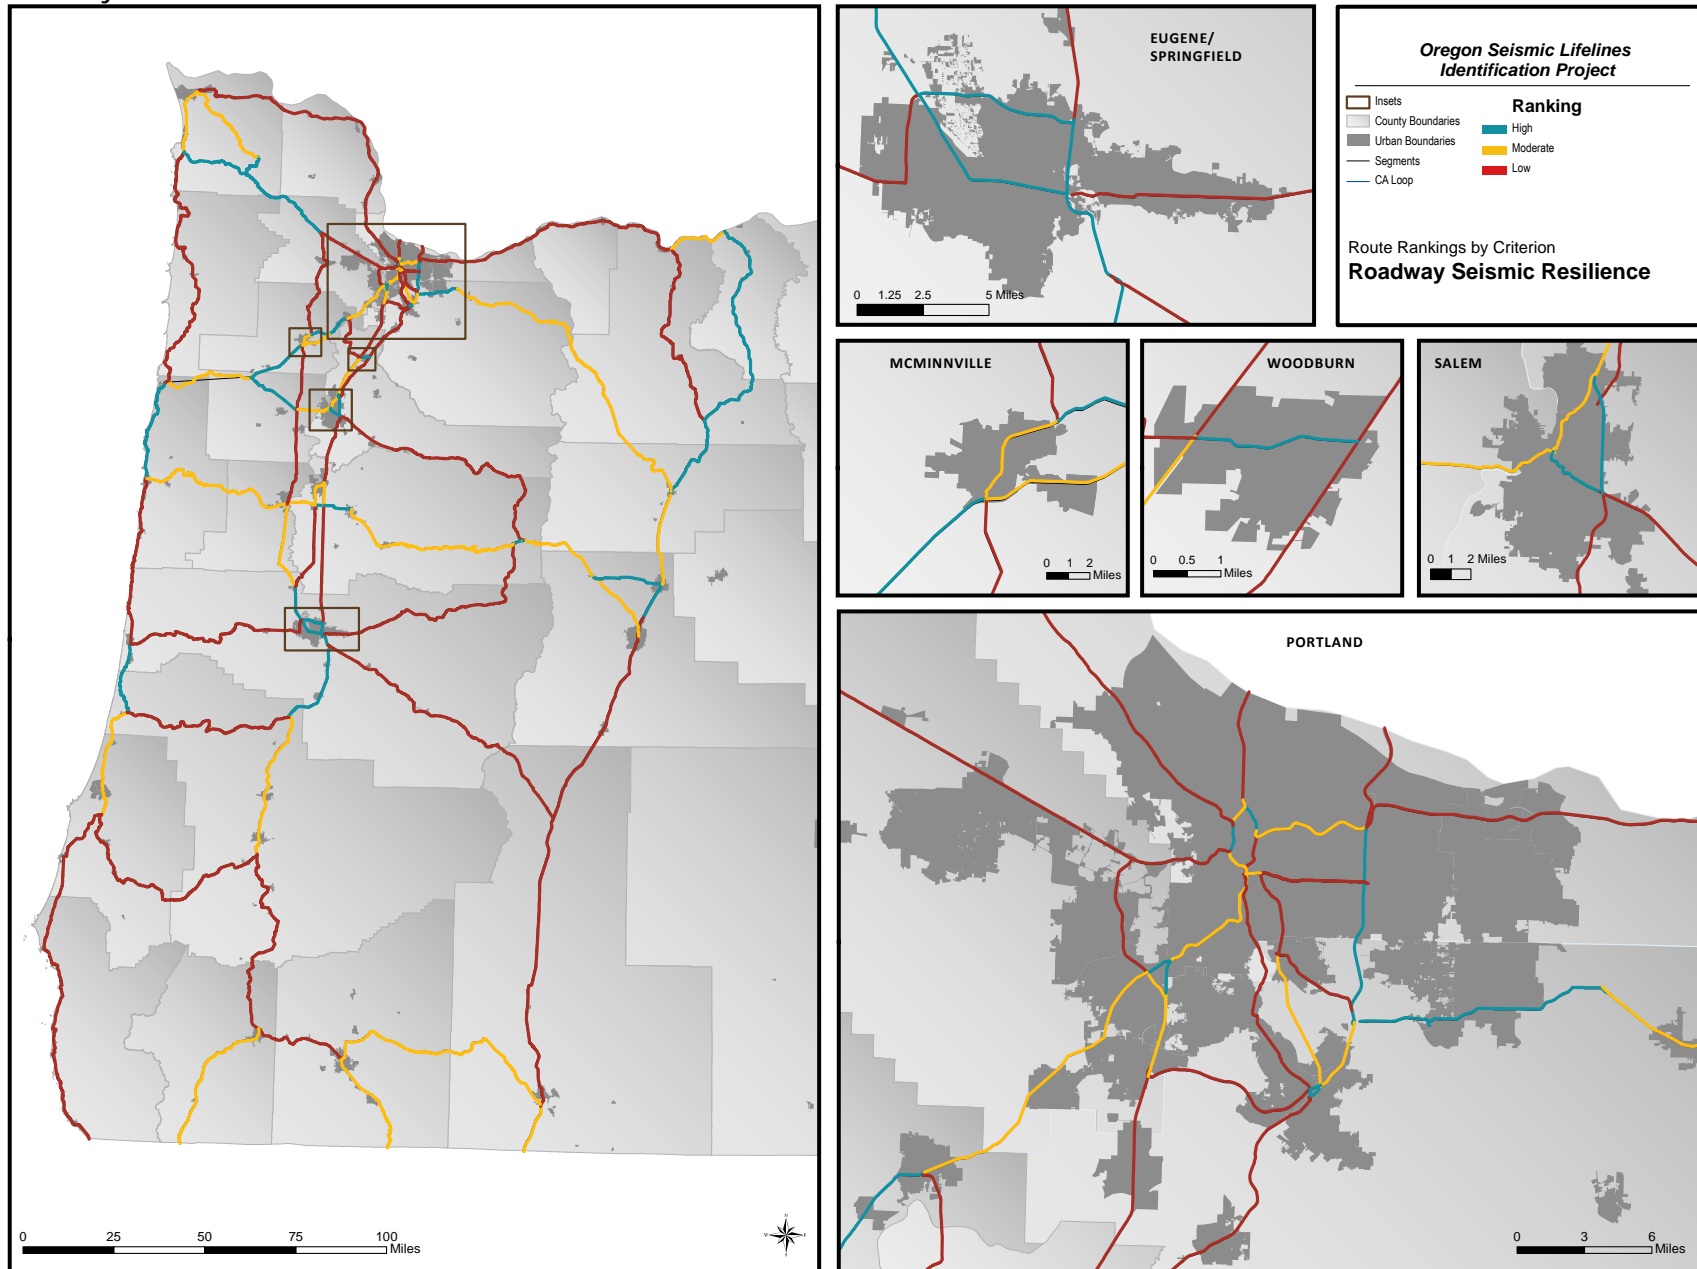 EUGENE/
SPRINGFIELD
0 1.25 2.5 5 Miles
Oregon Seismic Lifelines
Identification Project
Insets
County Boundaries
Urban Boundaries
Segments
CA Loop
Ranking
High
Moderate
Low
Route Rankings by Criterion
Roadway Seismic Resilience
MCMINNVILLE
0 1 2
Miles
WOODBURN
0 0.5 1
Miles
SALEM
0 1 2 Miles
PORTLAND
0 3 6
Miles
0 25 50 75 100
Miles